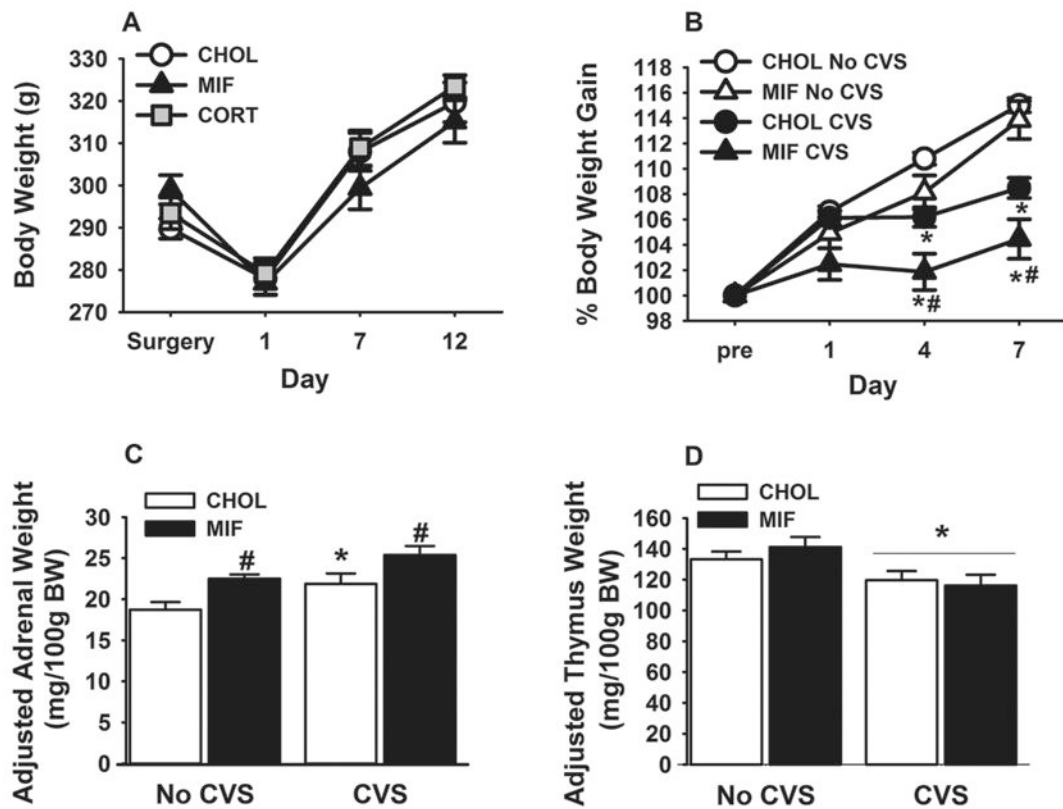 A
CHOL
MIF
CORT
Body Weight (g)
330
320
310
300
290
280
270
Surgery 1 7 12
Day
B
CHOL No CVS
MIF No CVS
CHOL CVS
MIF CVS
% Body Weight Gain
118
116
114
112
110
108
106
104
102
100
98
*
*
*#
*#
pre 1 4 7
Day
C
CHOL
MIF
Adjusted Adrenal Weight
(mg/100g BW)
30
25
20
15
10
5
0
#
*
#
No CVS CVS
D
CHOL
MIF
Adjusted Thymus Weight
(mg/100g BW)
160
140
120
100
80
60
40
20
0
*
No CVS CVS